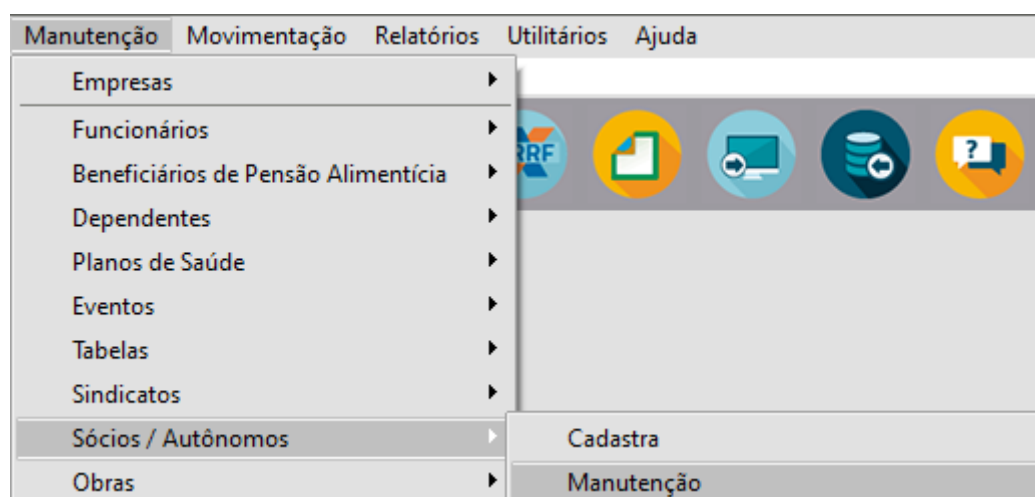 Manutenção Movimentação Relatórios Utilitários Ajuda
Empresas
Funcionários
RRF
Beneficiários de Pensão Alimentícia
Dependentes
Planos de Saúde
Eventos
Tabelas
Sindicatos
Sócios / Autônomos
Cadastra
Obras
Manutenção